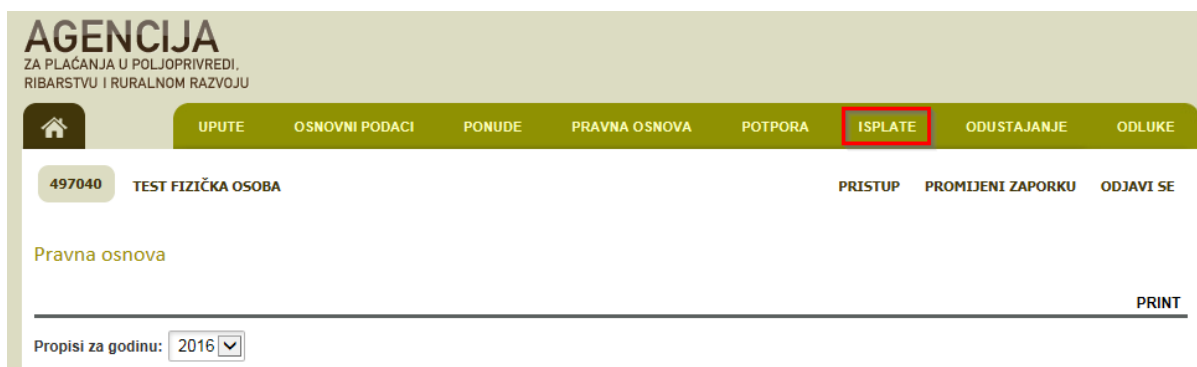 AGENCIJA
ZA PLAĆANJA U POLJOPRIVREDI,
RIBARSTVU I RURALNOM RAZVOJU
UPUTE OSNOVNI PODACI PONUDE PRAVNA OSNOVA POTPORA ISPLATE ODUSTAJANJE ODLUKE
497040 TEST FIZIČKA OSOBA PRISTUP PROMIJENI ZAPORKU ODJAVI SE
Pravna osnova
PRINT
Propisi za godinu: 2016